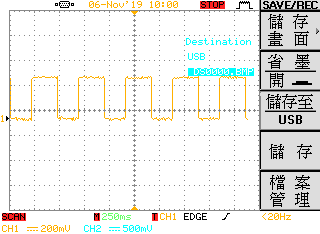 06-Nov'19 10:00 STOP SAVE/REC
Destination
USB
DS0000.BMP
儲存
畫面
省墨
開
儲存至
USB
儲存
檔案
管理
1
SCAN M 250ms T CH1 EDGE <20Hz
CH1 200mV CH2 500mV